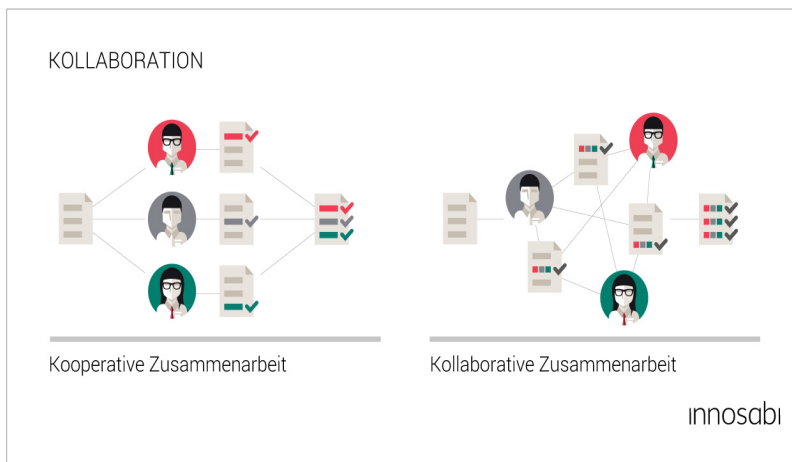 KOLLABORATION
Kooperative Zusammenarbeit
Kollaborative Zusammenarbeit
innosabi